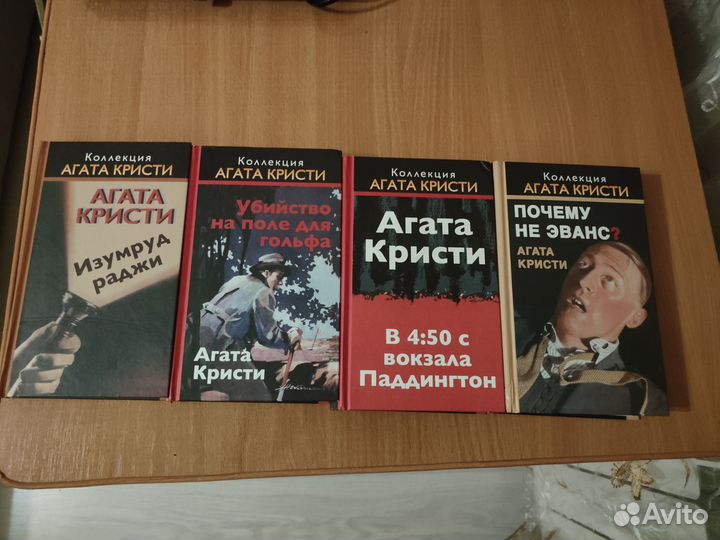 Коллекция
АГАТА КРИСТИ
АГАТА
КРИСТИ
Изумруд
раджи
Коллекция
АГАТА КРИСТИ
Убийство
на поле для
гольфа
Агата
Кристи
Коллекция
АГАТА КРИСТИ
Агата
Кристи
В 4:50 с
вокзала
Паддингтон
Коллекция
АГАТА КРИСТИ
ПОЧЕМУ
НЕ ЭВАНС?
АГАТА
КРИСТИ
Avito